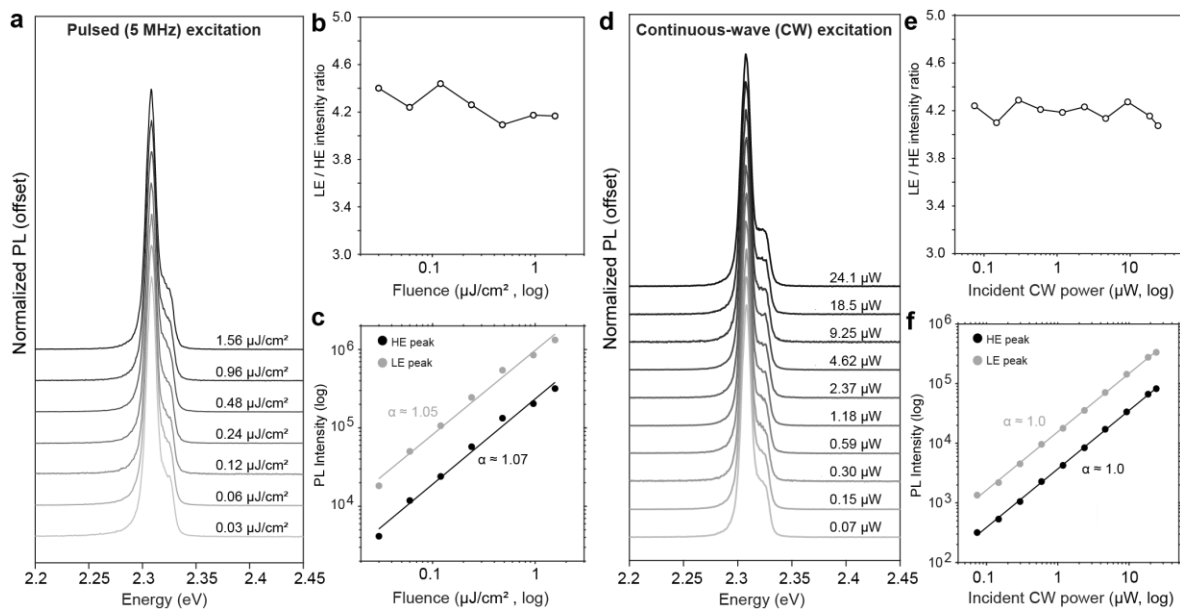 a
Pulsed (5 MHz) excitation
Normalized PL (offset)
1.56 µJ/cm²
0.96 µJ/cm²
0.48 µJ/cm²
0.24 µJ/cm²
0.12 µJ/cm²
0.06 µJ/cm²
0.03 µJ/cm²
2.2 2.3 2.4 2.45
Energy (eV)
b
LE / HE intesnity ratio
5.0
4.6
4.2
3.8
3.4
3.0
0.1 1
Fluence (µJ/cm² , log)
c
HE peak
LE peak
PL Intensity (log)
10⁶
10⁵
10⁴
α ≈ 1.05
α ≈ 1.07
0.1 1
Fluence (µJ/cm² , log)
d
Continuous-wave (CW) excitation
Normalized PL (offset)
24.1 µW
18.5 µW
9.25 µW
4.62 µW
2.37 µW
1.18 µW
0.59 µW
0.30 µW
0.15 µW
0.07 µW
2.2 2.3 2.4 2.45
Energy (eV)
e
LE / HE intesnity ratio
5.0
4.6
4.2
3.8
3.4
3.0
0.1 1 10
Incident CW power (µW, log)
f
HE peak
LE peak
PL Intensity (log)
10⁶
10⁵
10⁴
10³
10²
α ≈ 1.0
α ≈ 1.0
0.1 1 10
Incident CW power (µW, log)